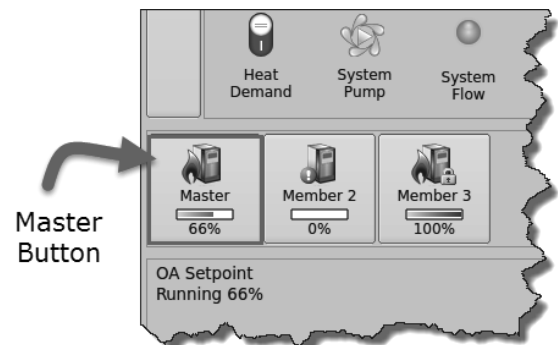 Heat Demand
System Pump
System Flow
Master
Button
Master
66%
Member 2
0%
Member 3
100%
OA Setpoint
Running 66%